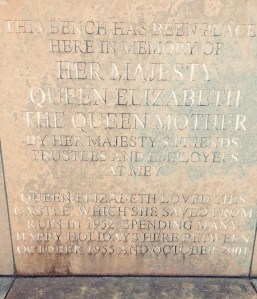 THIS BENCH HAS BEEN PLACE
HERE IN MEMORY OF
HER MAJESTY
QUEEN ELIZABETH
THE QUEEN MOTHER
BY HER MAJESTY'S FRIENDS,
TRUSTEES AND EMPLOYEES
AT MEY
QUEEN ELIZABETH LOVED THIS
CASTLE, WHICH SHE SAVED FROM
RUIN IN 1952, SPENDING MANY
HAPPY HOLIDAYS HERE BETWEEN
OCTOBER 1955 AND OCTOBER 2001